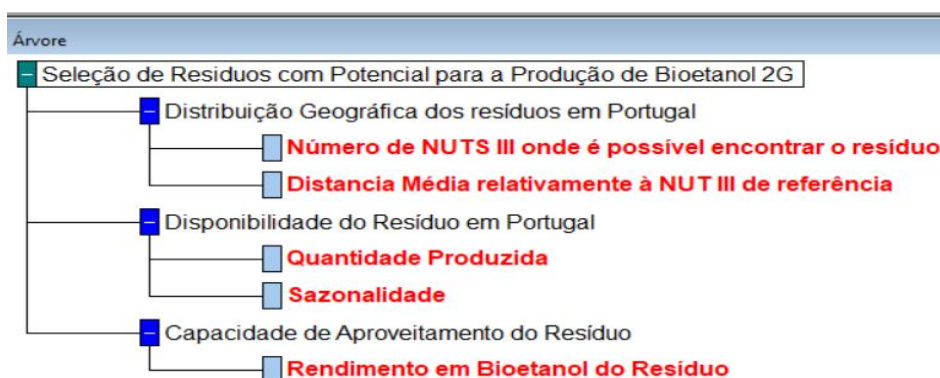 Árvore
Seleção de Residuos com Potencial para a Produção de Bioetanol 2G
Distribuição Geográfica dos resíduos em Portugal
Número de NUTS III onde é possível encontrar o resíduo
Distancia Média relativamente à NUT III de referência
Disponibilidade do Resíduo em Portugal
Quantidade Produzida
Sazonalidade
Capacidade de Aproveitamento do Resíduo
Rendimento em Bioetanol do Resíduo